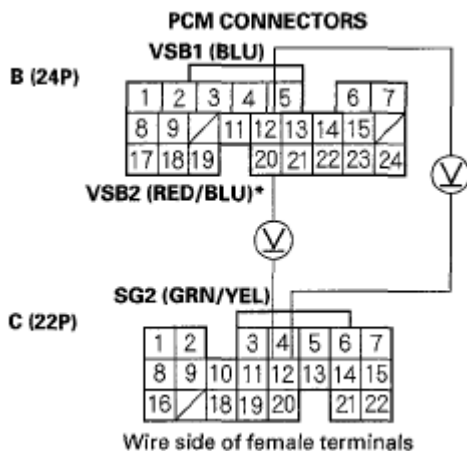 PCM CONNECTORS
VSB1 (BLU)
B (24P)
1 2 3 4 5 6 7
8 9 11 12 13 14 15
17 18 19 20 21 22 23 24
V
VSB2 (RED/BLU)*
V
SG2 (GRN/YEL)
C (22P)
1 2 3 4 5 6 7
8 9 10 11 12 13 14 15
16 18 19 20 21 22
Wire side of female terminals